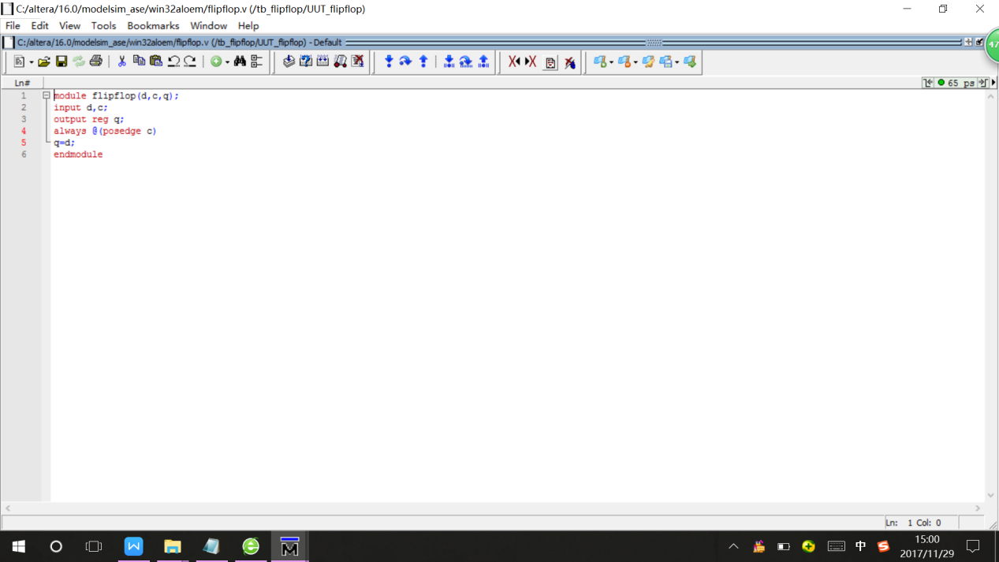 C:/altera/16.0/modelsim_ase/win32aloem/flipflop.v (/tb_flipflop/UUT_flipflop)
File Edit View Tools Bookmarks Window Help
C:/altera/16.0/modelsim_ase/win32aloem/flipflop.v (/tb_flipflop/UUT_flipflop) - Default
47
Ln#
65 ps
1 module flipflop(d,c,q);
2 input d,c;
3 output reg q;
4 always @(posedge c)
5 q=d;
6 endmodule
Ln: 1 Col: 0
中
15:00
2017/11/29